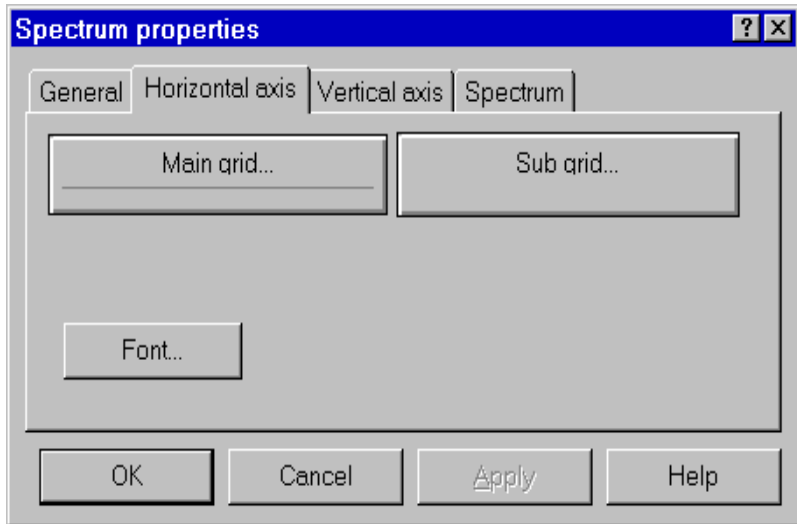 Spectrum properties ? ×
General Horizontal axis Vertical axis Spectrum
Main grid... Sub grid...
Font...
OK Cancel Apply Help